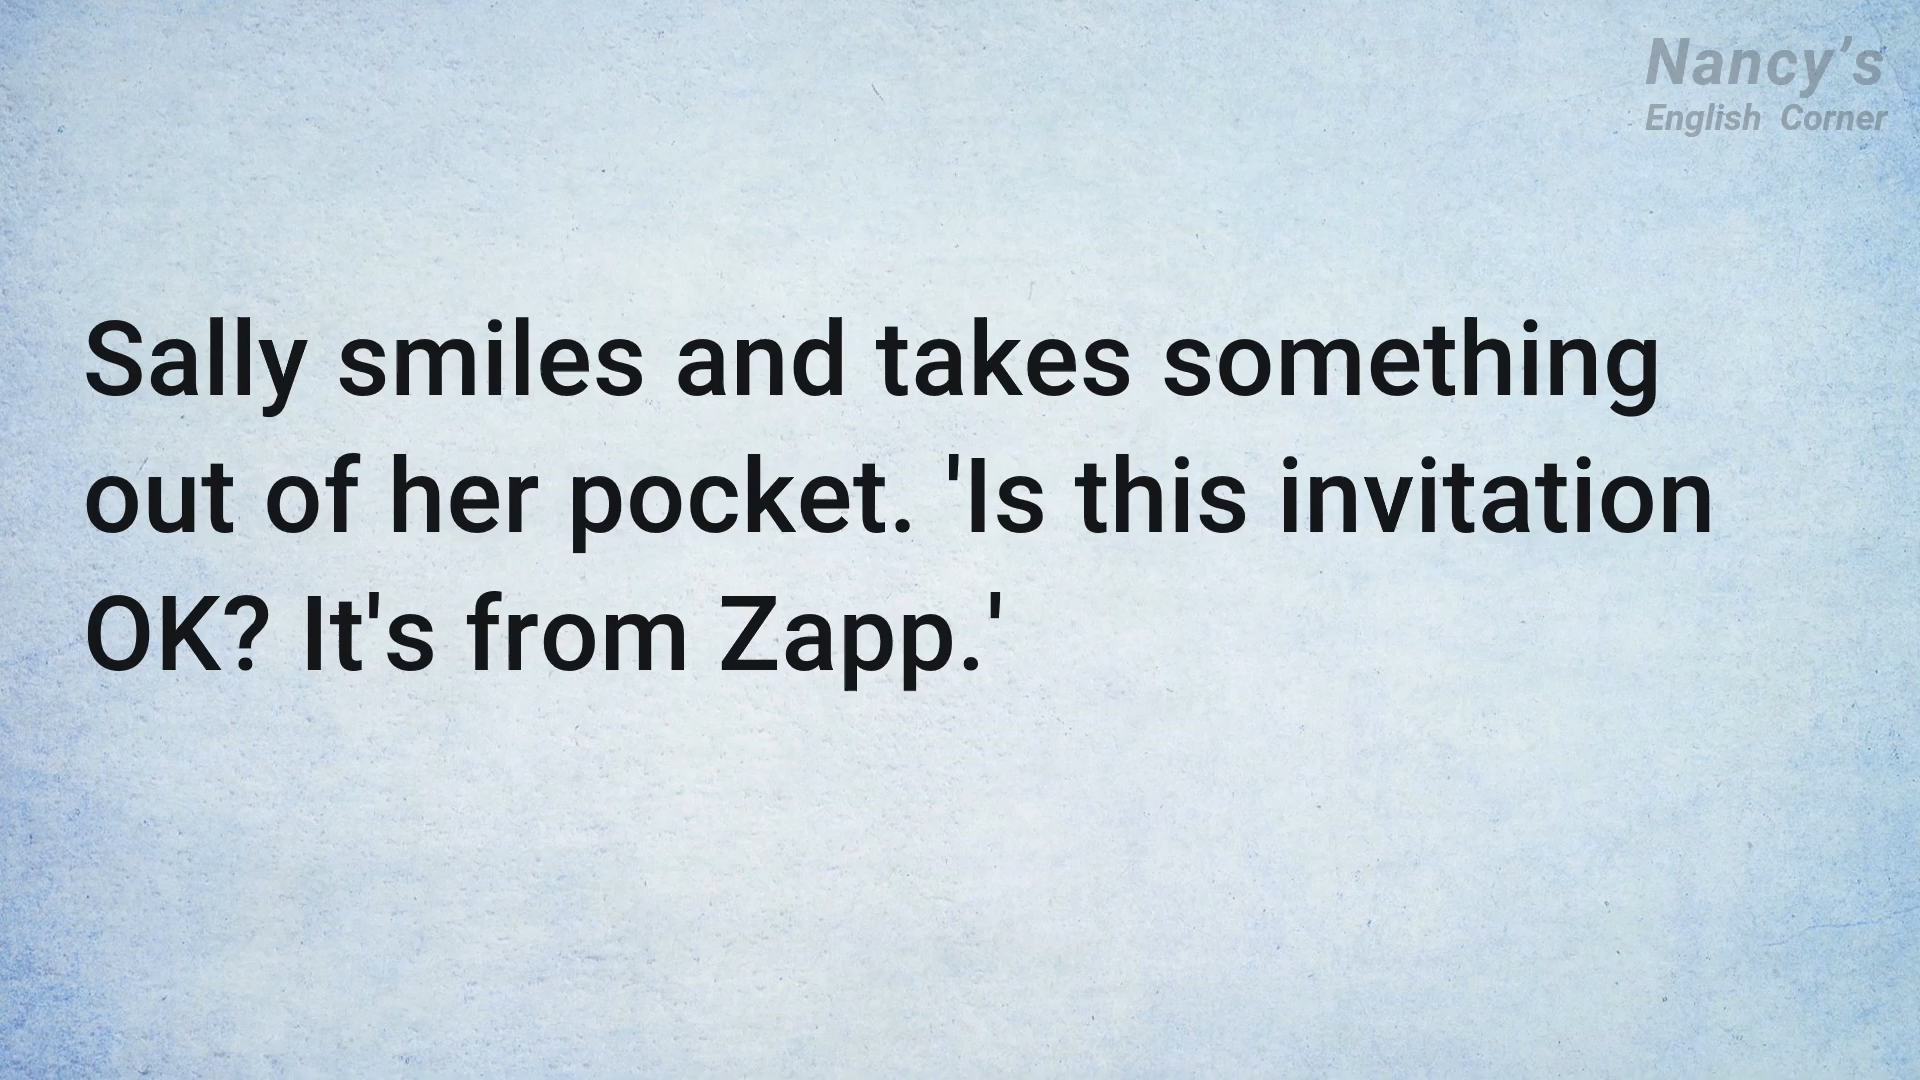 Nancy’s
English Corner
Sally smiles and takes something
out of her pocket. 'Is this invitation
OK? It's from Zapp.'